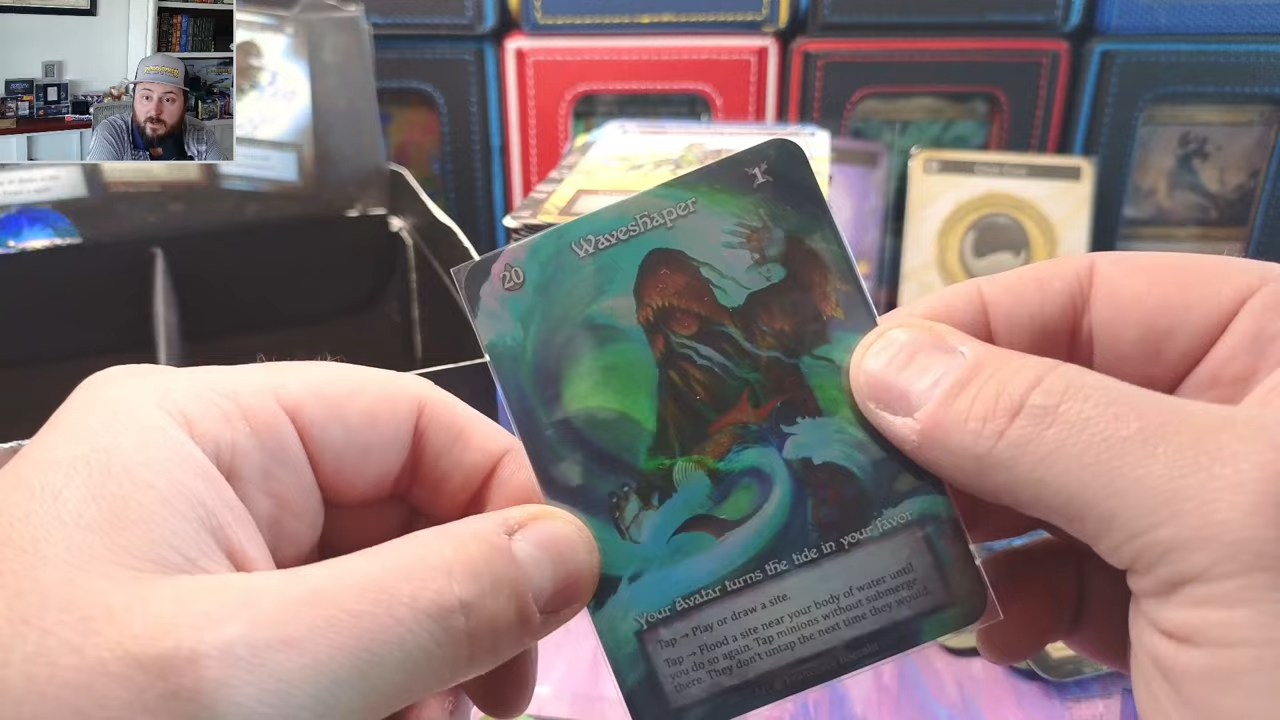 Waveshaper
1
20
Your Avatar turns the tide in your favor
Tap → Play or draw a site.
Tap → Flood a site near your body of water until
you do so again. Tap minions without submerge
there. They don't untap the next time they would.